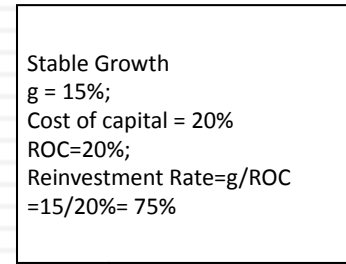 Stable Growth
g = 15%;
Cost of capital = 20%
ROC=20%;
Reinvestment Rate=g/ROC
=15/20%= 75%